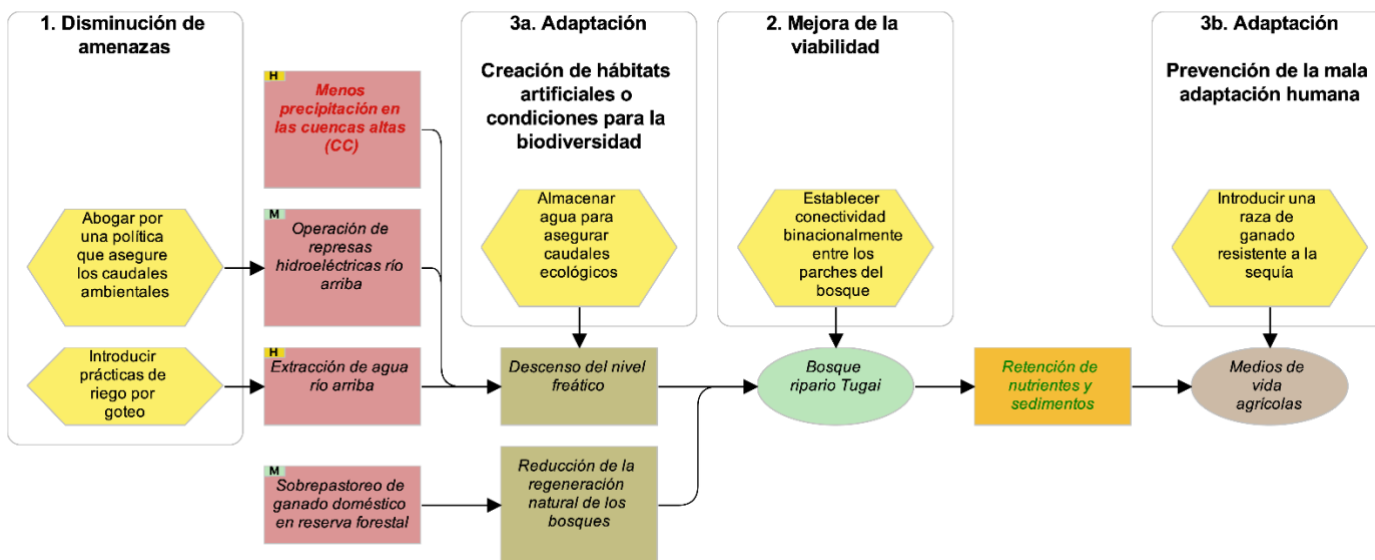 1. Disminución de
amenazas
H
Menos
precipitación en
las cuencas altas
(CC)
3a. Adaptación
Creación de hábitats
artificiales o
condiciones para la
biodiversidad
2. Mejora de la
viabilidad
3b. Adaptación
Prevención de la mala
adaptación humana
Abogar por
una política
que asegure
los caudales
ambientales
M
Operación de
represas
hidroeléctricas río
arriba
Almacenar
agua para
asegurar
caudales
ecológicos
Establecer
conectividad
binacionalmente
entre los
parches del
bosque
Introducir una
raza de
ganado
resistente a la
sequía
Introducir
prácticas de
riego por
goteo
H
Extracción de agua
río arriba
Descenso del nivel
freático
Bosque
ripario Tugai
Retención de
nutrientes y
sedimentos
Medios de
vida
agrícolas
M
Sobrepastoreo de
ganado doméstico
en reserva forestal
Reducción de la
regeneración
natural de los
bosques